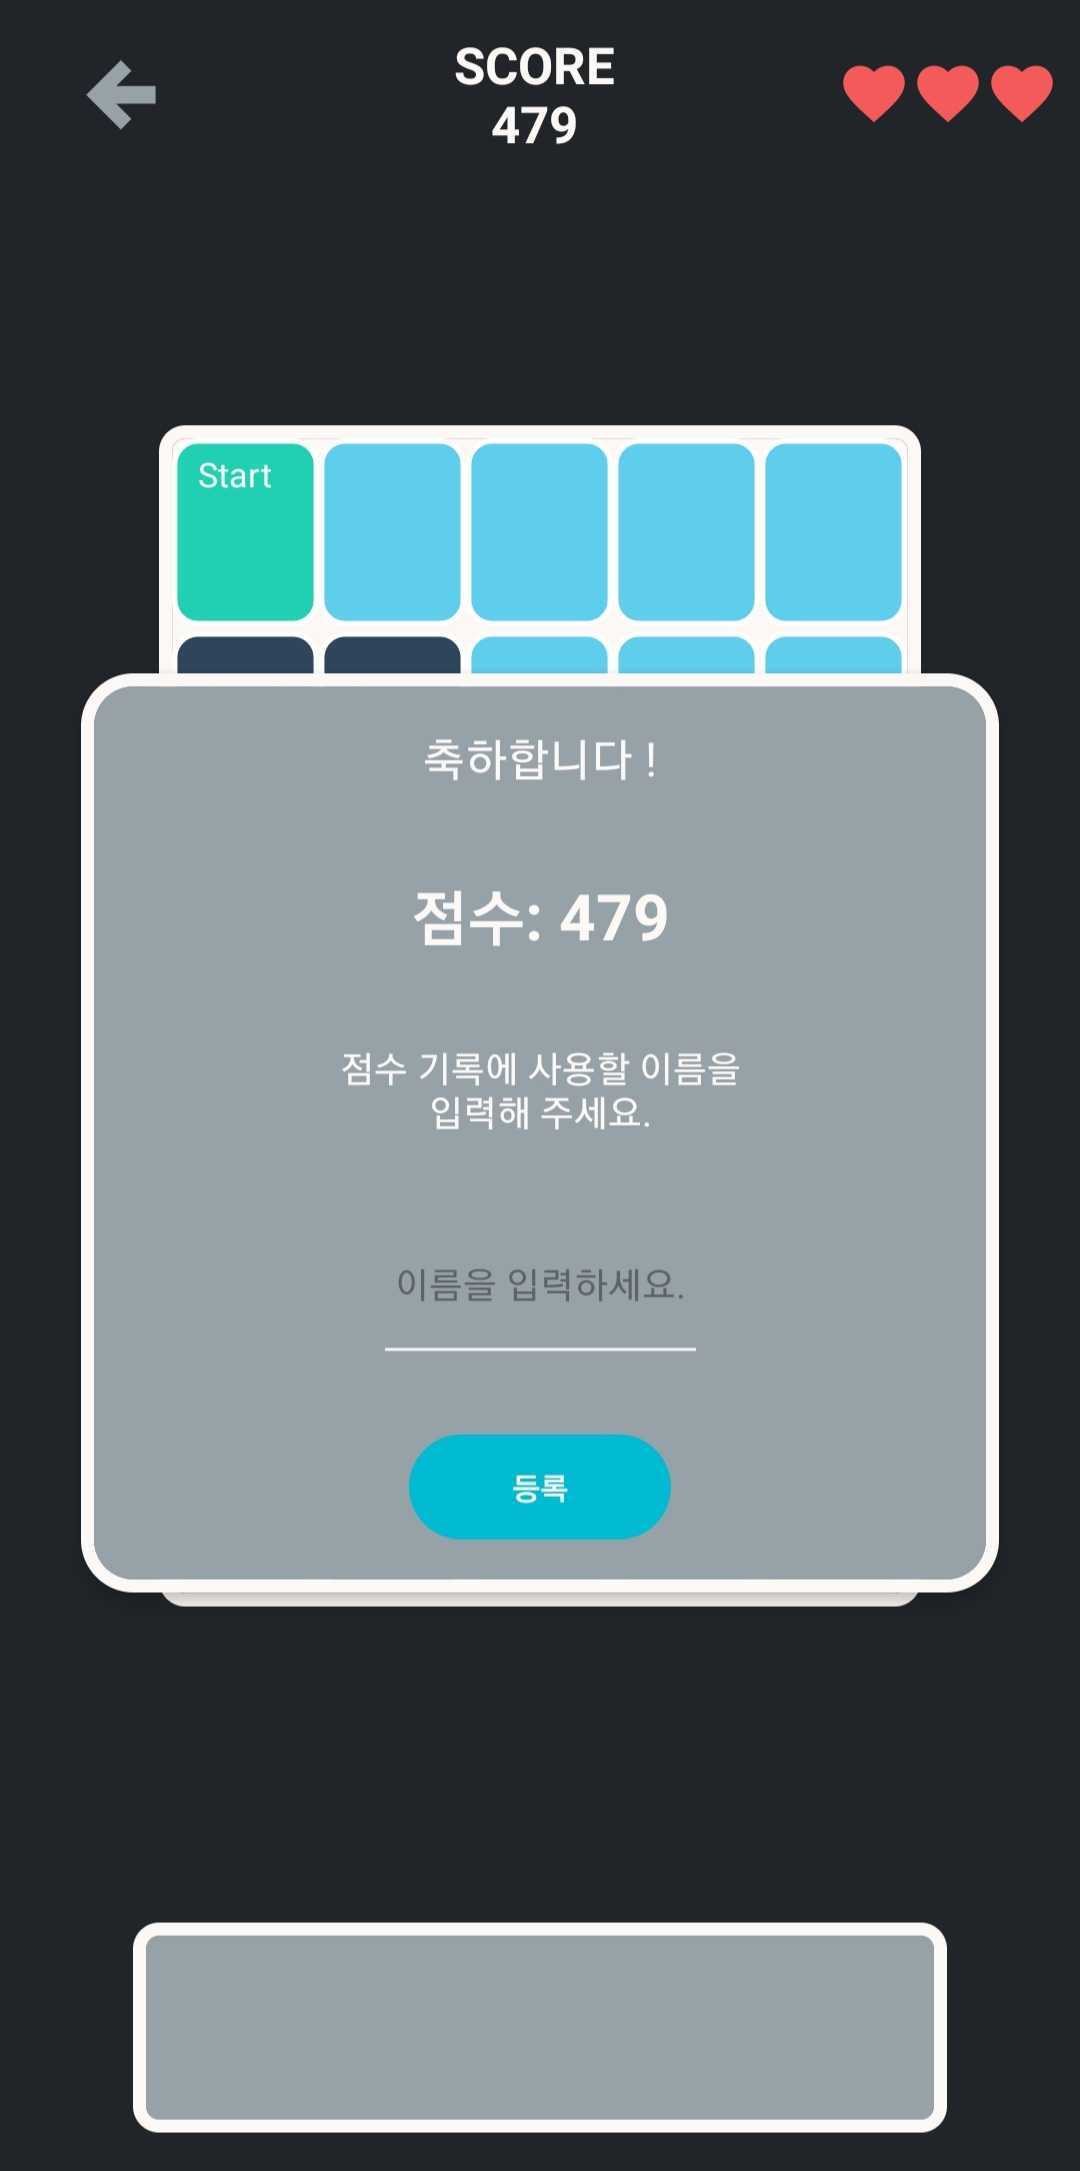 SCORE
479
Start
축하합니다 !
점수: 479
점수 기록에 사용할 이름을
입력해 주세요.
이름을 입력하세요.
등록